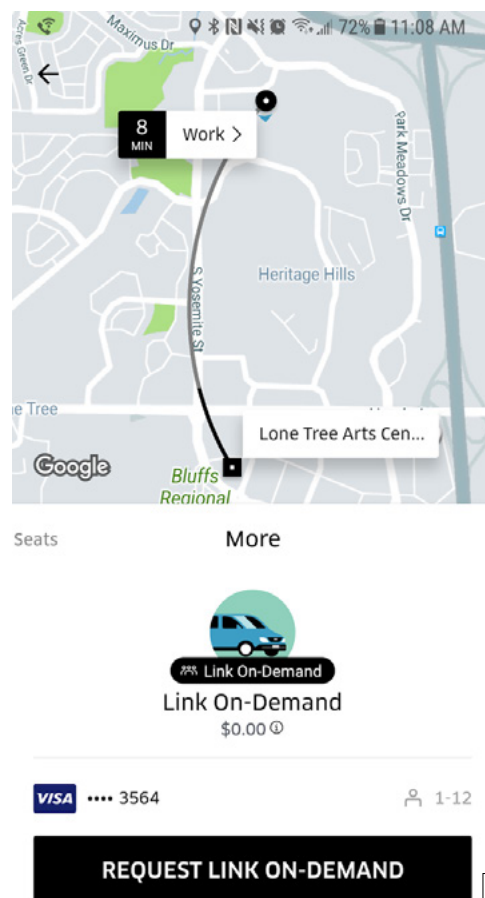 72% 11:08 AM
Acres Green Dr
Maximus Dr
8
MIN
Work >
Park Meadows Dr
S Yosemite St
Heritage Hills
e Tree
Lone Tree Arts Cen...
Google
Bluffs
Regional
Seats
More
Link On-Demand
Link On-Demand
$0.00
VISA •••• 3564
1-12
REQUEST LINK ON-DEMAND